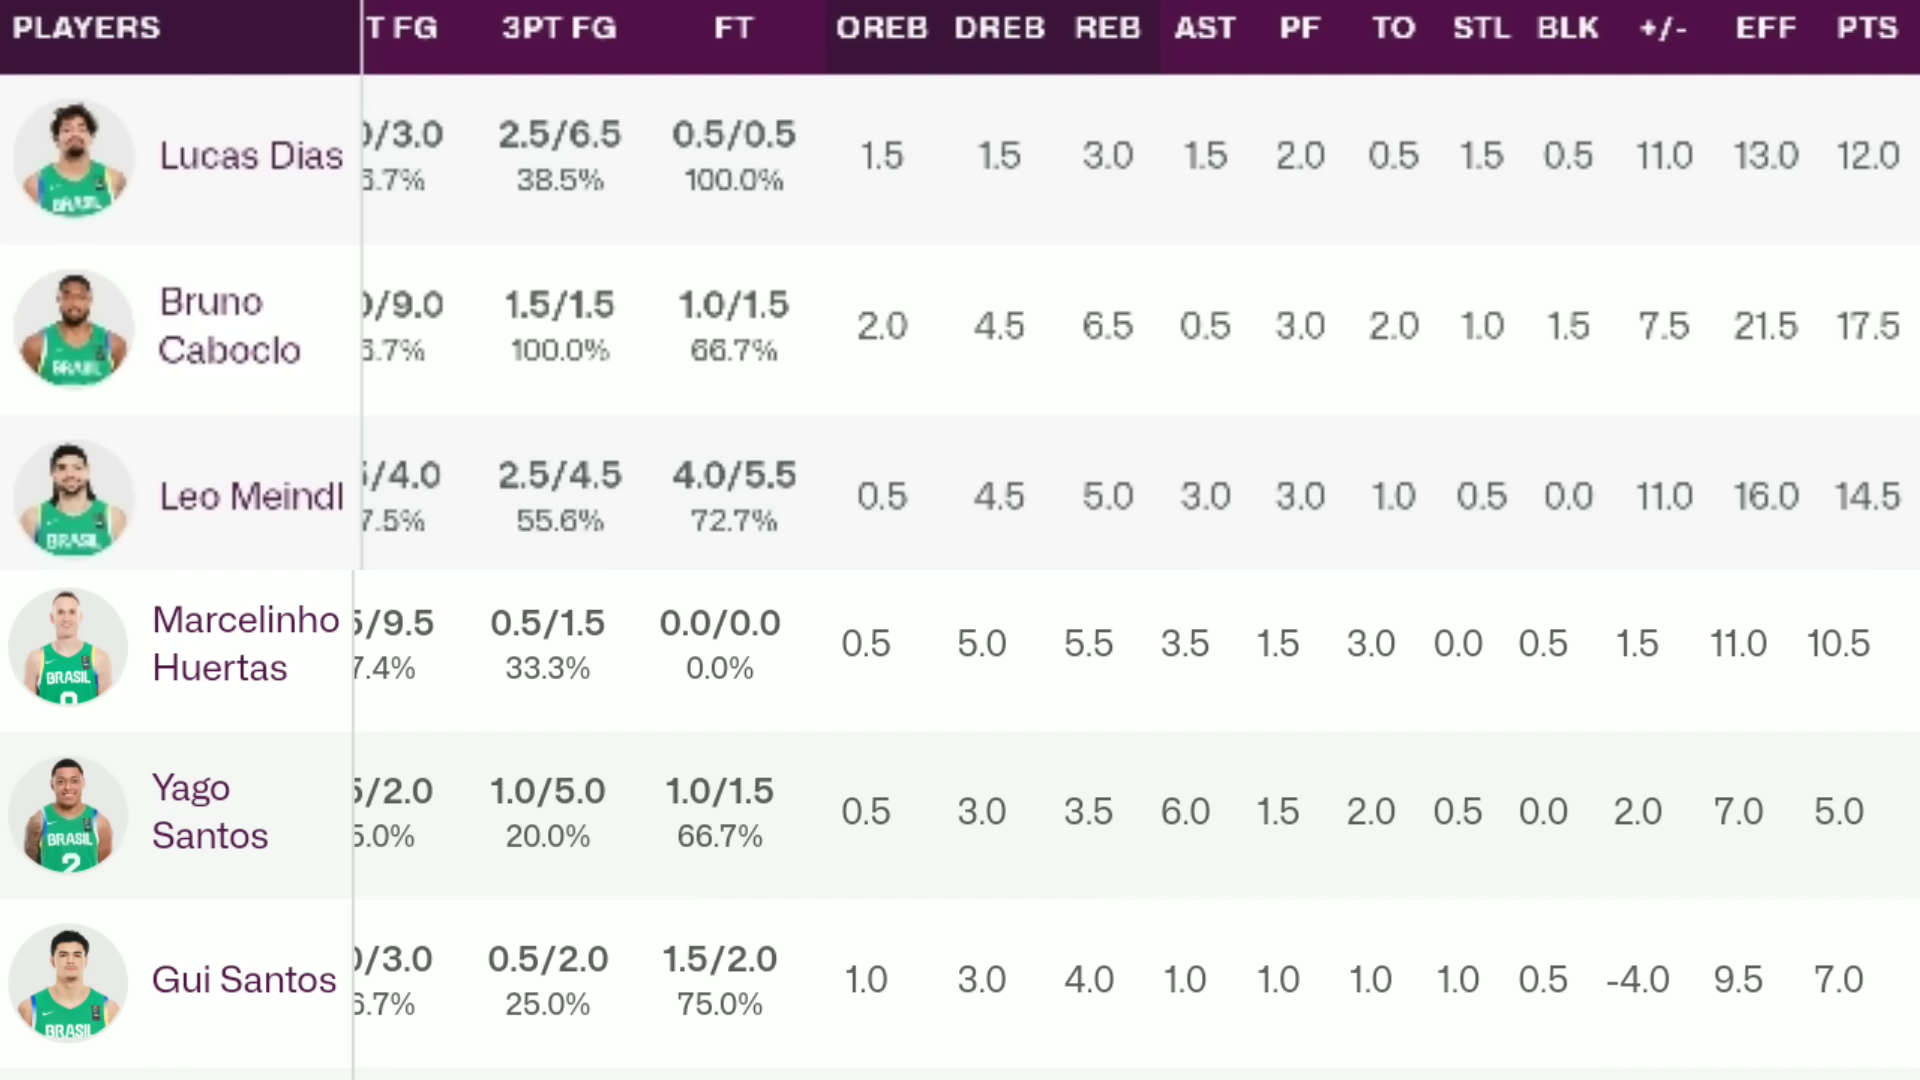 PLAYERS T FG 3PT FG FT OREB DREB REB AST PF TO STL BLK +/- EFF PTS
Lucas Dias /3.0 2.5/6.5 0.5/0.5 1.5 1.5 3.0 1.5 2.0 0.5 1.5 0.5 11.0 13.0 12.0
.7% 38.5% 100.0%
BRASIL
Bruno Caboclo /9.0 1.5/1.5 1.0/1.5 2.0 4.5 6.5 0.5 3.0 2.0 1.0 1.5 7.5 21.5 17.5
.7% 100.0% 66.7%
BRASIL
Leo Meindl /4.0 2.5/4.5 4.0/5.5 0.5 4.5 5.0 3.0 3.0 1.0 0.5 0.0 11.0 16.0 14.5
7.5% 55.6% 72.7%
BRASIL
Marcelinho Huertas /9.5 0.5/1.5 0.0/0.0 0.5 5.0 5.5 3.5 1.5 3.0 0.0 0.5 1.5 11.0 10.5
7.4% 33.3% 0.0%
BRASIL
Yago Santos /2.0 1.0/5.0 1.0/1.5 0.5 3.0 3.5 6.0 1.5 2.0 0.5 0.0 2.0 7.0 5.0
5.0% 20.0% 66.7%
BRASIL
2
Gui Santos /3.0 0.5/2.0 1.5/2.0 1.0 3.0 4.0 1.0 1.0 1.0 1.0 0.5 -4.0 9.5 7.0
6.7% 25.0% 75.0%
BRASIL